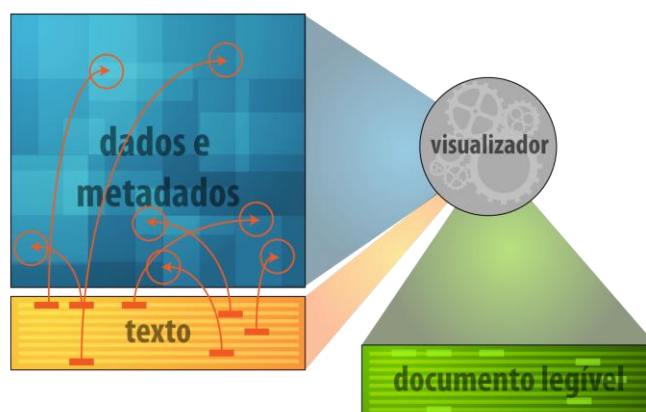 dados e
metadados
visualizador
texto
documento legível